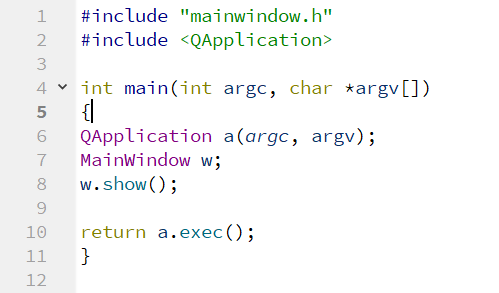 1 #include "mainwindow.h"
2 #include <QApplication>
3
4 int main(int argc, char *argv[])
5 {
6 QApplication a(argc, argv);
7 MainWindow w;
8 w.show();
9
10 return a.exec();
11 }
12